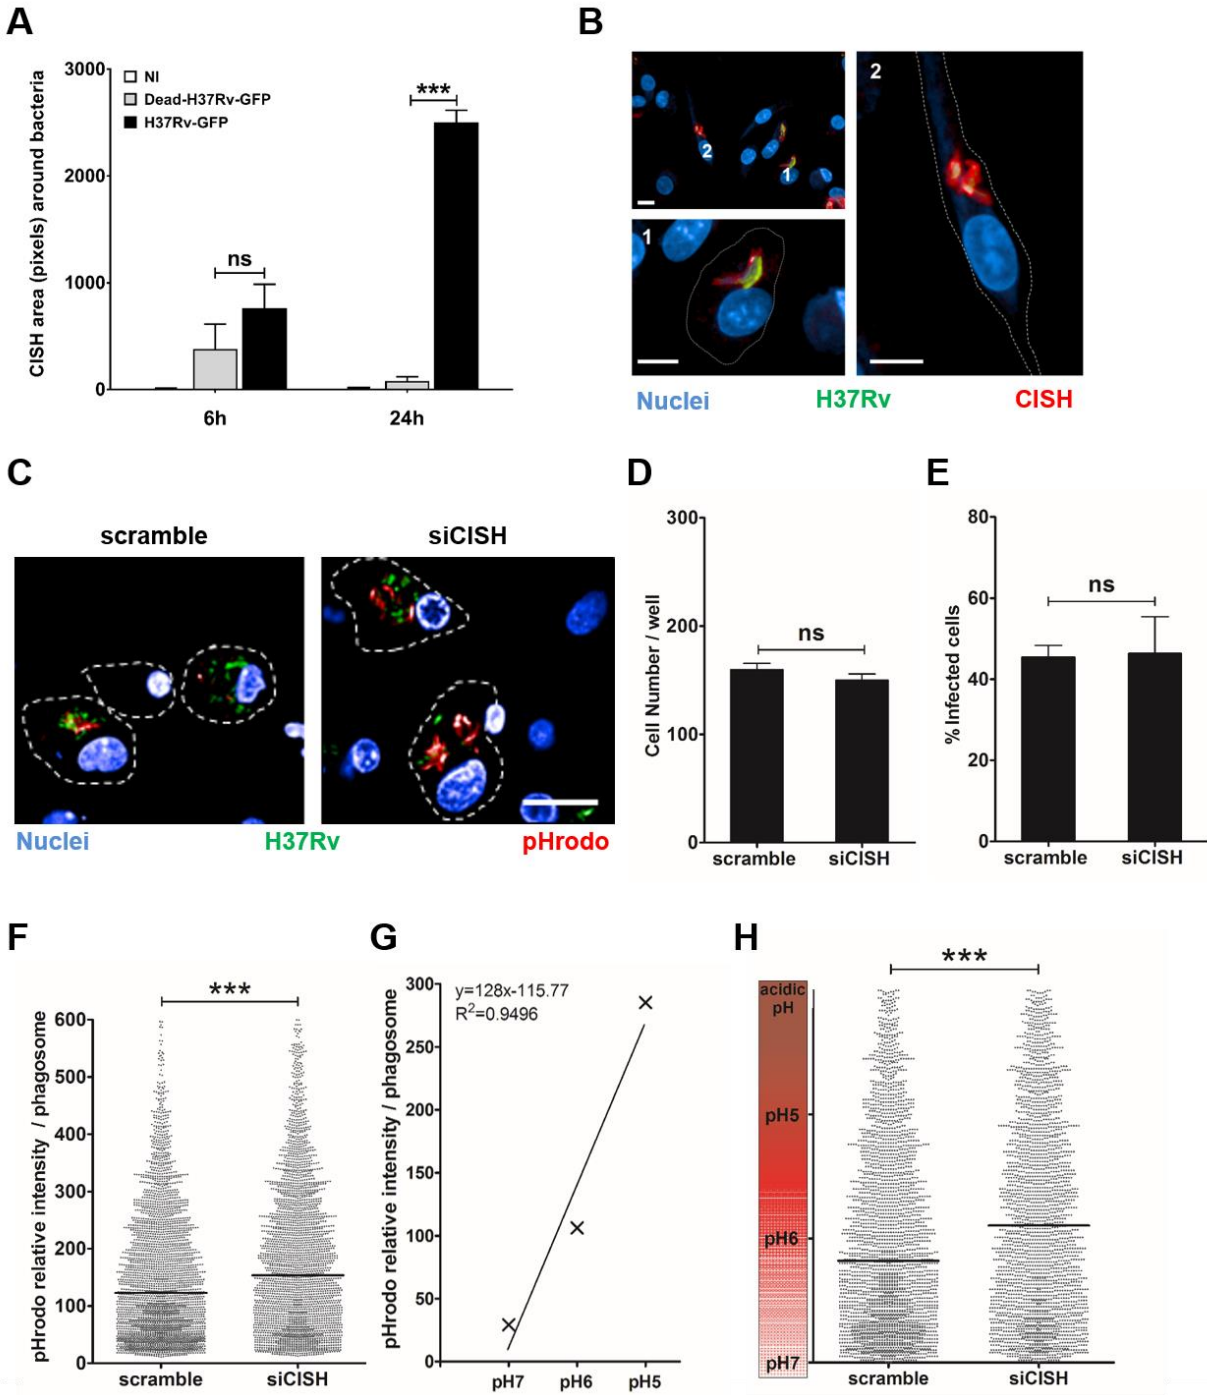 A
CISH area (pixels) around bacteria
3000
2000
1000
0
NI
Dead-H37Rv-GFP
H37Rv-GFP
ns
***
6h
24h
B
2
1
1
2
Nuclei
H37Rv
CISH
C
scramble
siCISH
Nuclei
H37Rv
pHrodo
D
Cell Number / well
300
200
100
0
ns
scramble
siCISH
E
% Infected cells
80
60
40
20
0
ns
scramble
siCISH
F
pHrodo relative intensity / phagosome
600
500
400
300
200
100
0
***
scramble
siCISH
G
pHrodo relative intensity / phagosome
300
250
200
150
100
50
0
y=128x-115.77
R²=0.9496
pH7
pH6
pH5
H
acidic
pH
pH5
pH6
pH7
***
scramble
siCISH